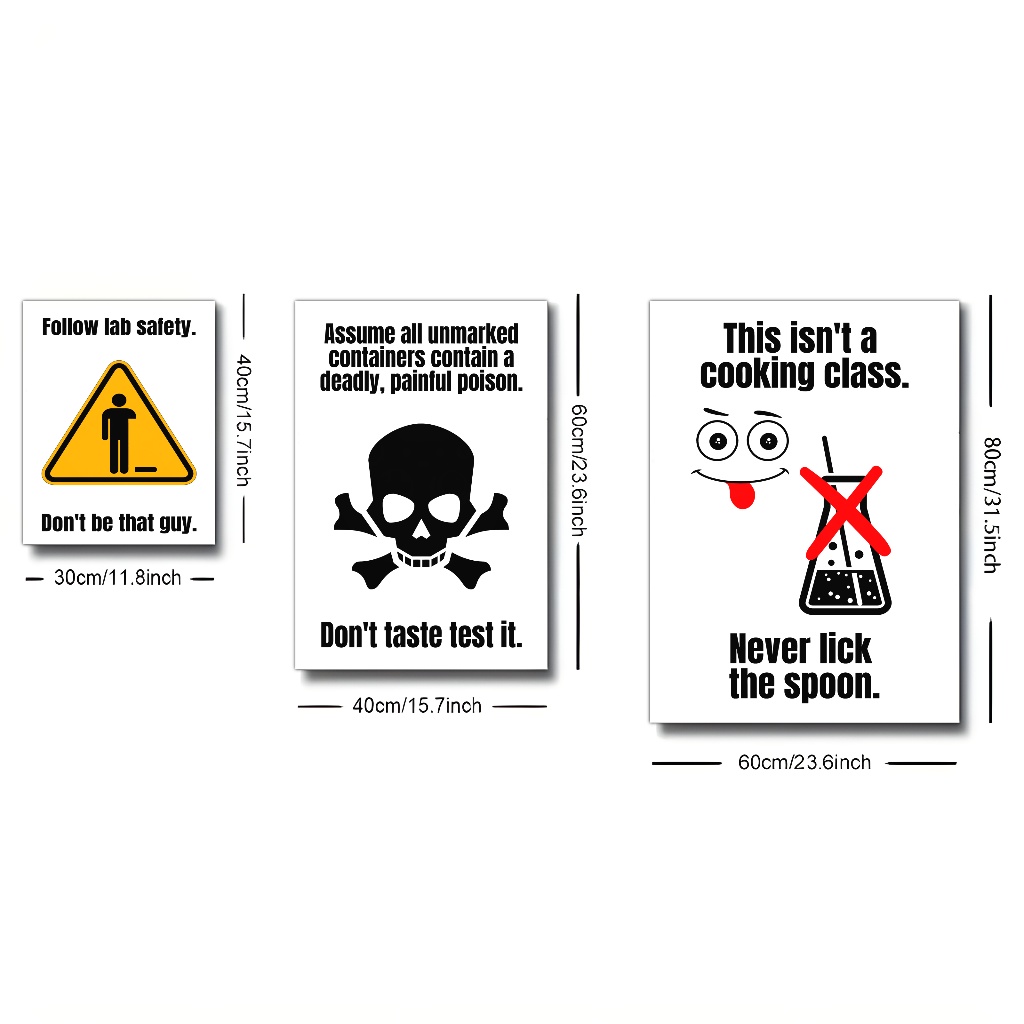 Follow lab safety.
Don't be that guy.
40cm/15.7inch
30cm/11.8inch
Assume all unmarked
containers contain a
deadly, painful poison.
Don't taste test it.
60cm/23.6inch
40cm/15.7inch
This isn't a
cooking class.
Never lick
the spoon.
80cm/31.5inch
60cm/23.6inch